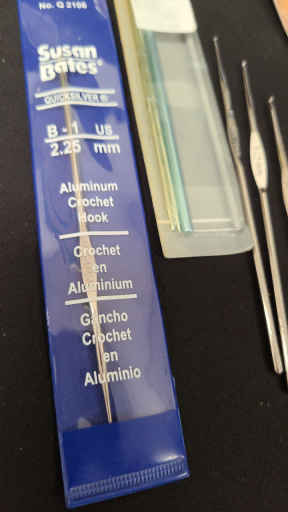 No. Q 2106
Susan
Bates®
QUICKSILVER ®
B - 1 US
2.25 mm
Aluminum
Crochet
Hook
Crochet
en
Aluminium
Gancho
Crochet
en
Aluminio